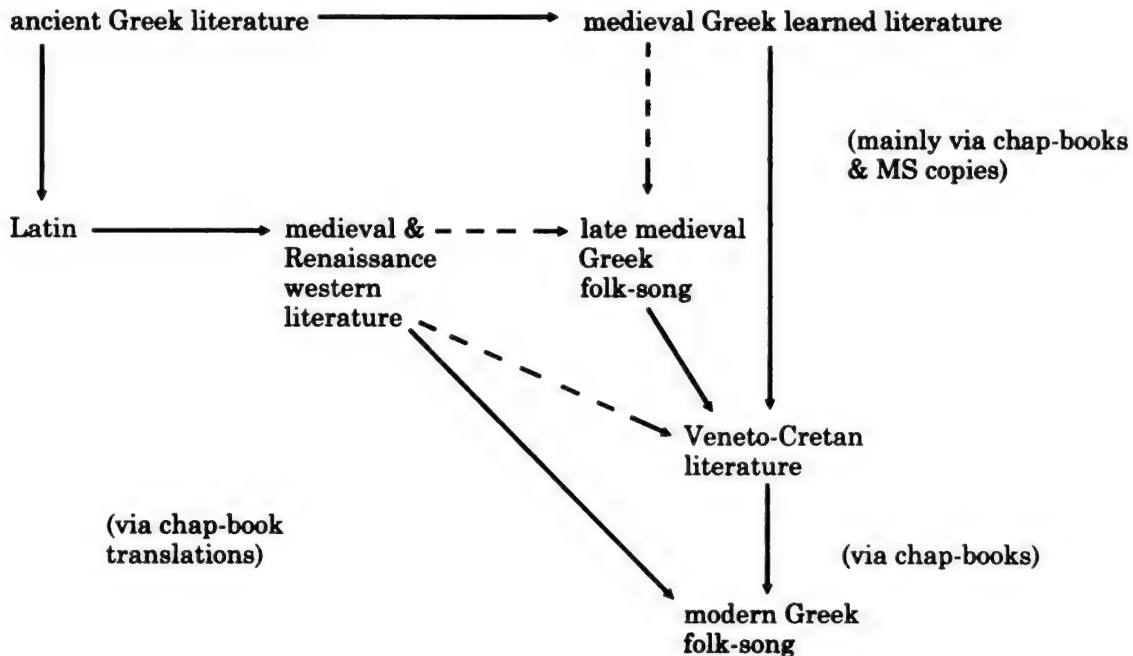 ancient Greek literature
medieval Greek learned literature
(mainly via chap-books
& MS copies)
Latin
medieval &
Renaissance
western
literature
late medieval
Greek
folk-song
Veneto-Cretan
literature
(via chap-book
translations)
(via chap-books)
modern Greek
folk-song